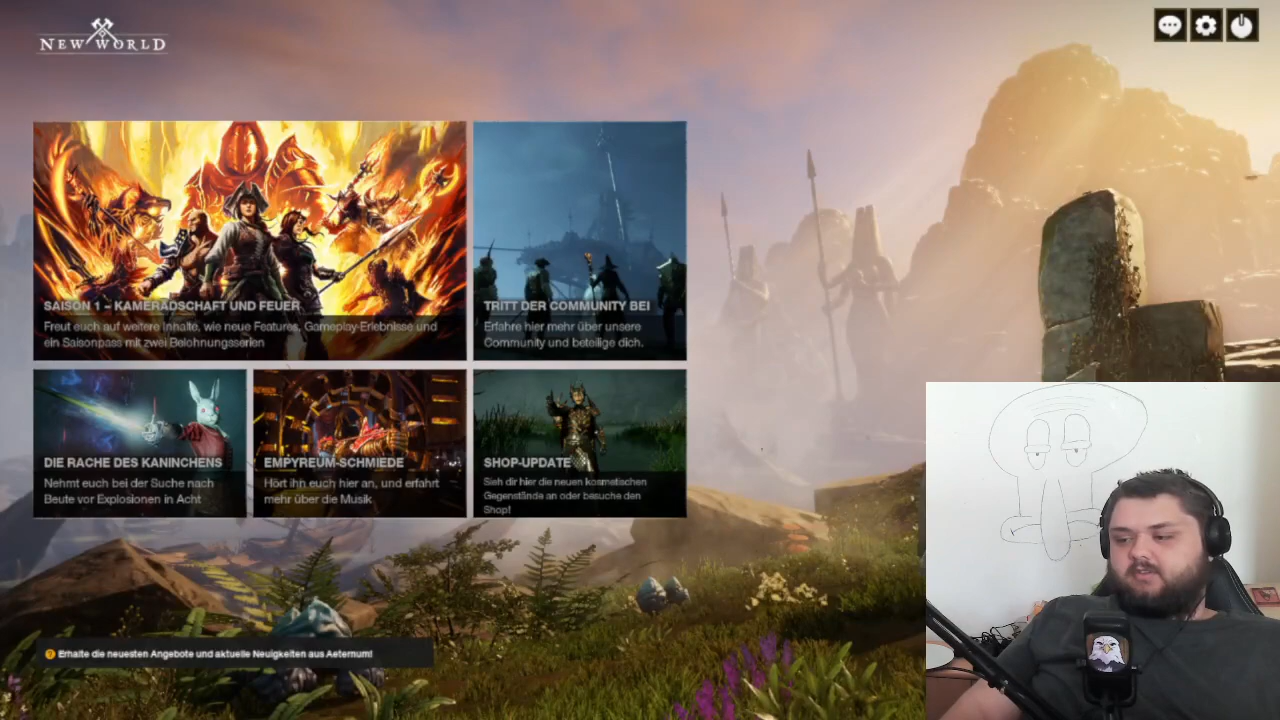 NEW WORLD
SAISON 1 – KAMERADSCHAFT UND FEUER
Freut euch auf weitere Inhalte, wie neue Features, Gameplay-Erlebnisse und
ein Saisonpass mit zwei Belohnungsserien
TRITT DER COMMUNITY BEI
Erfahre hier mehr über unsere
Community und beteilige dich.
DIE RACHE DES KANINCHENS
Nehmt euch bei der Suche nach
Beute vor Explosionen in Acht
EMPYREUM-SCHMIEDE
Hört ihn euch hier an, und erfahrt
mehr über die Musik
SHOP-UPDATE
Sieh dir hier die neuen kosmetischen
Gegenstände an oder besuche den
Shop!
Erhalte die neuesten Angebote und aktuelle Neuigkeiten aus Aeternum!